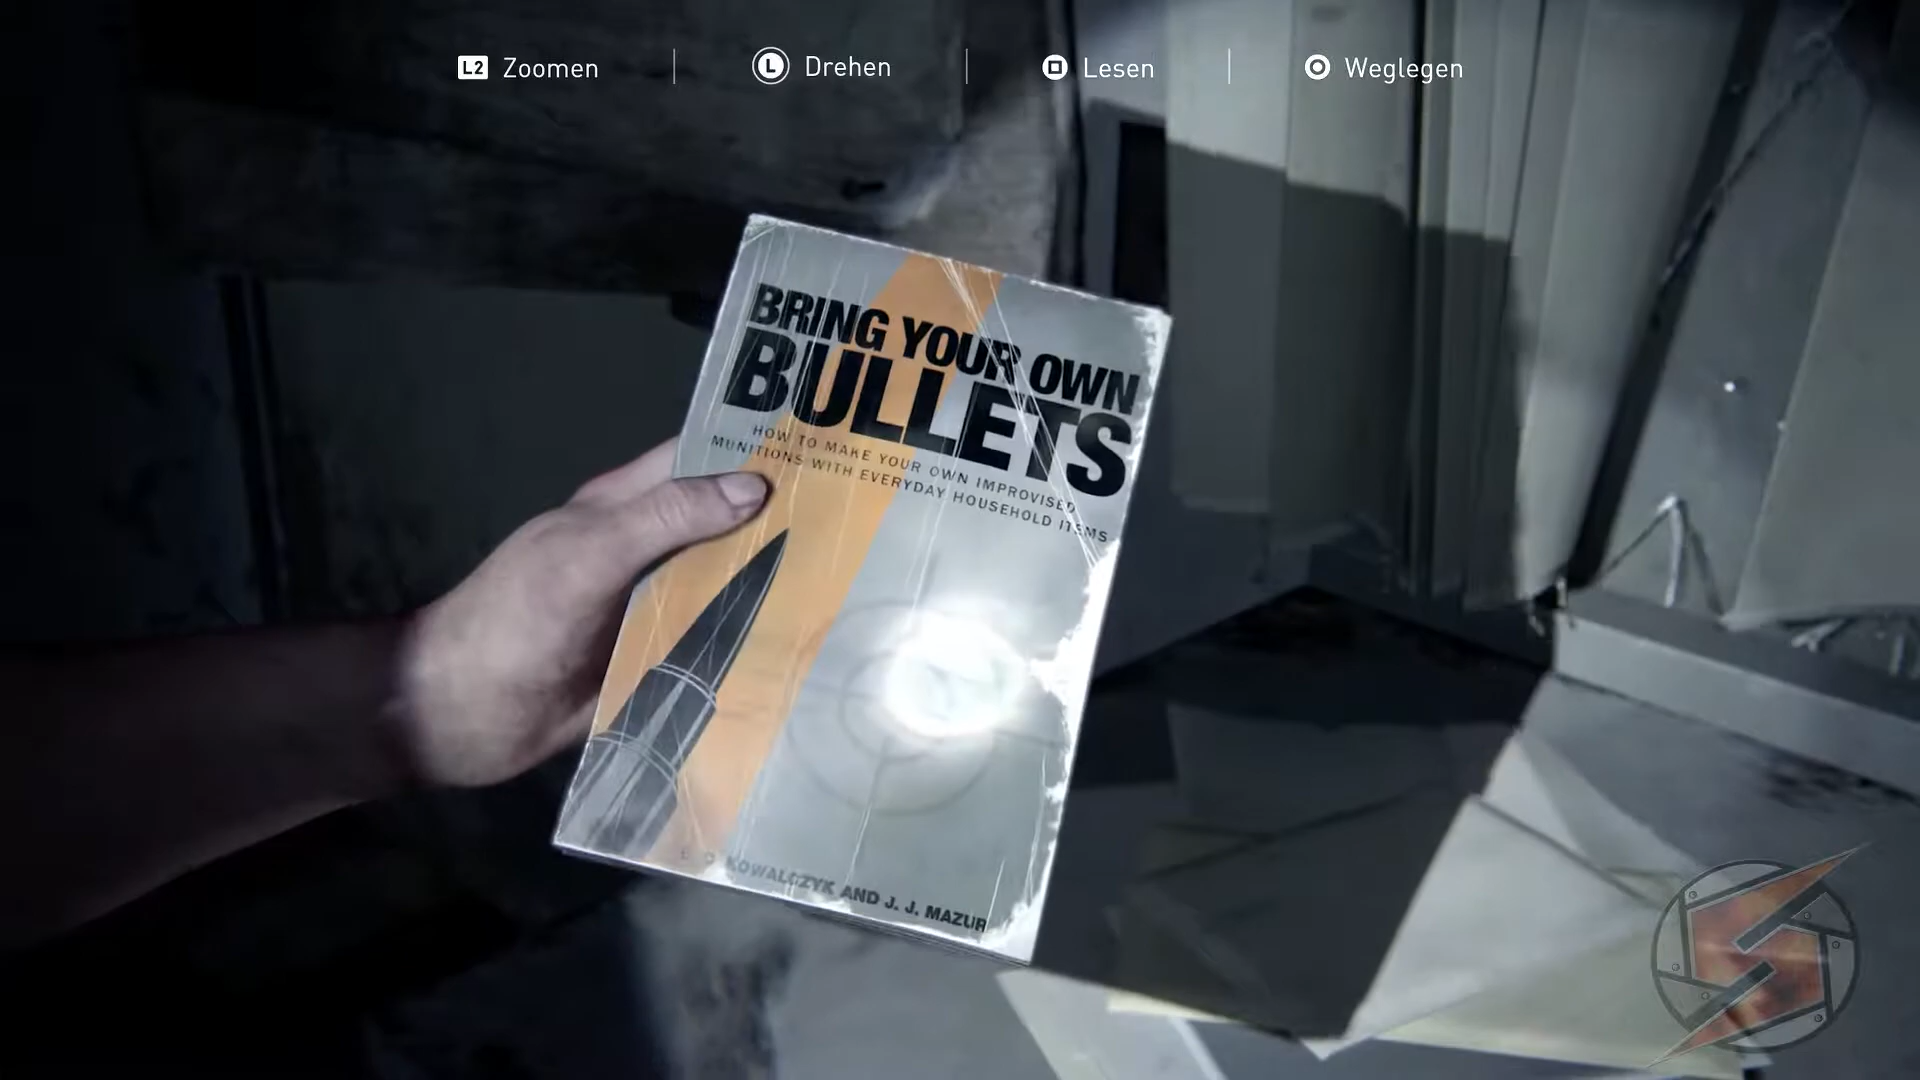 L2 Zoomen
L Drehen
Lesen
Weglegen
BRING YOUR OWN
BULLETS
HOW TO MAKE YOUR OWN IMPROVISED
MUNITIONS WITH EVERYDAY HOUSEHOLD ITEMS
KOWALCZYK AND J. J. MAZUR